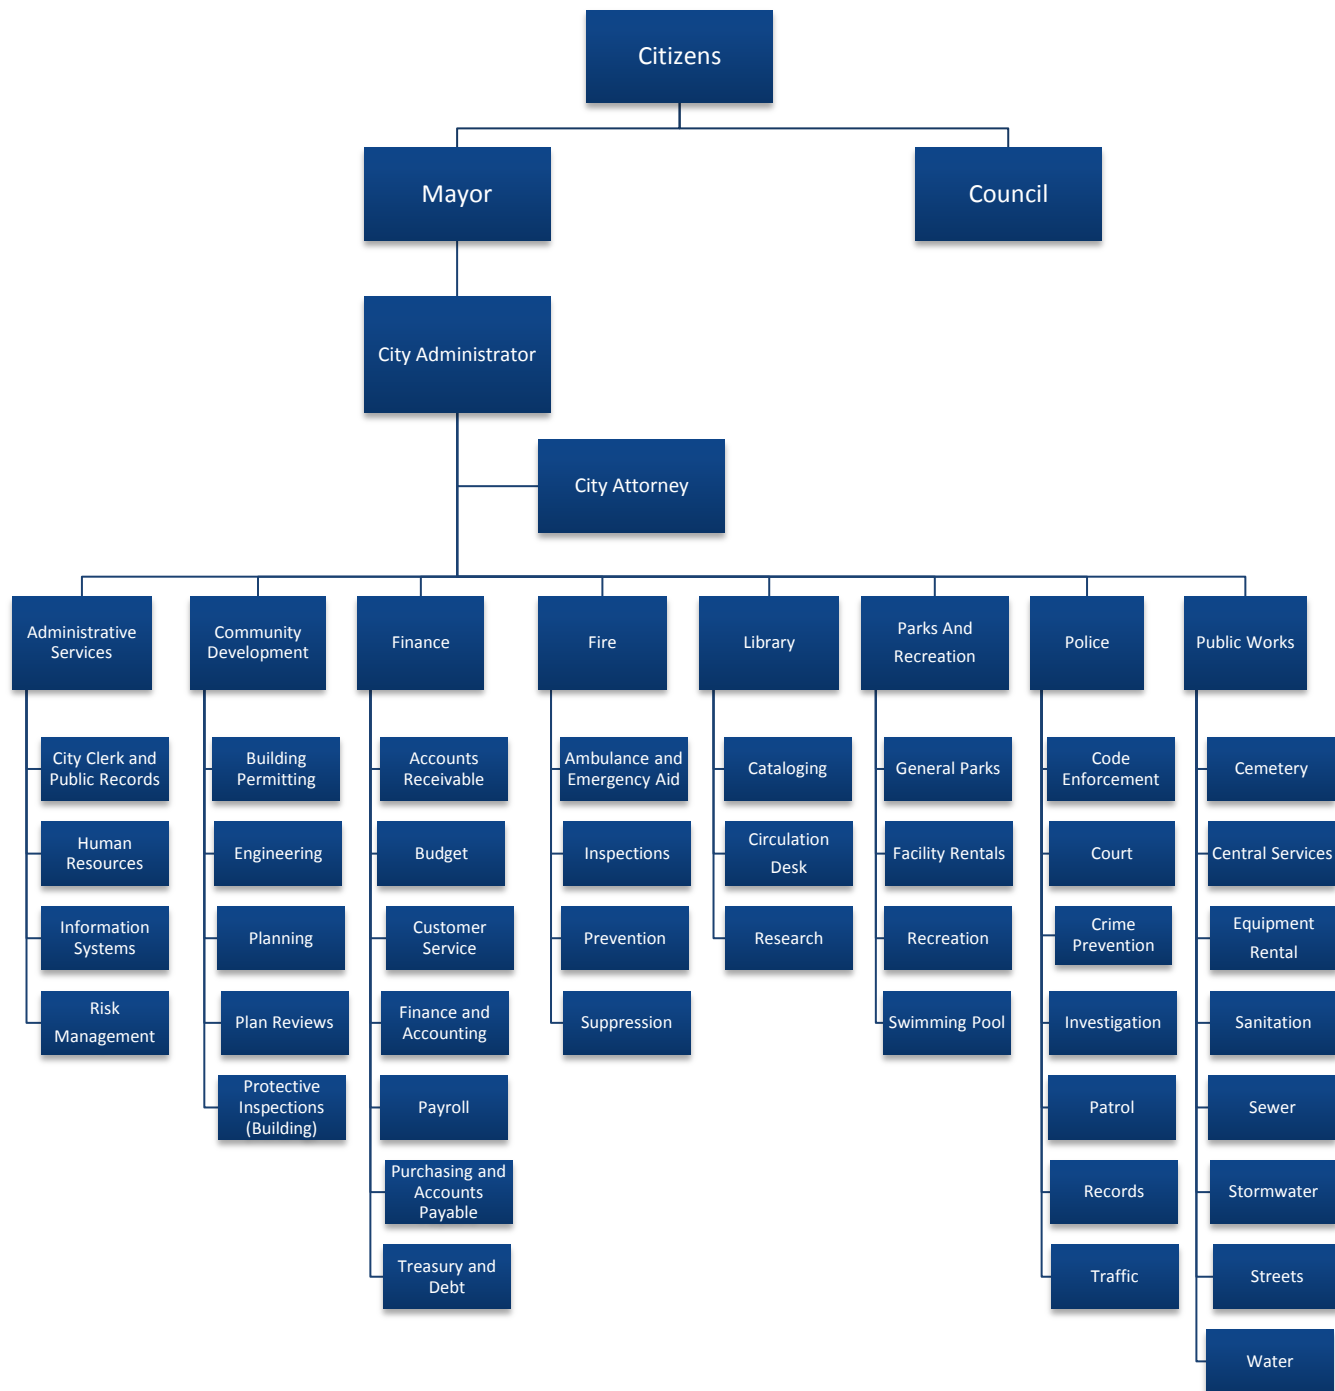 Citizens
Mayor
Council
City Administrator
City Attorney
Administrative
Services
Community
Development
Finance
Fire
Library
Parks And
Recreation
Police
Public Works
City Clerk and
Public Records
Human
Resources
Information
Systems
Risk
Management
Building
Permitting
Engineering
Planning
Plan Reviews
Protective
Inspections
(Building)
Accounts
Receivable
Budget
Customer
Service
Finance and
Accounting
Payroll
Purchasing and
Accounts
Payable
Treasury and
Debt
Ambulance and
Emergency Aid
Inspections
Prevention
Suppression
Cataloging
Circulation
Desk
Research
General Parks
Facility Rentals
Recreation
Swimming Pool
Code
Enforcement
Court
Crime
Prevention
Investigation
Patrol
Records
Traffic
Cemetery
Central Services
Equipment
Rental
Sanitation
Sewer
Stormwater
Streets
Water